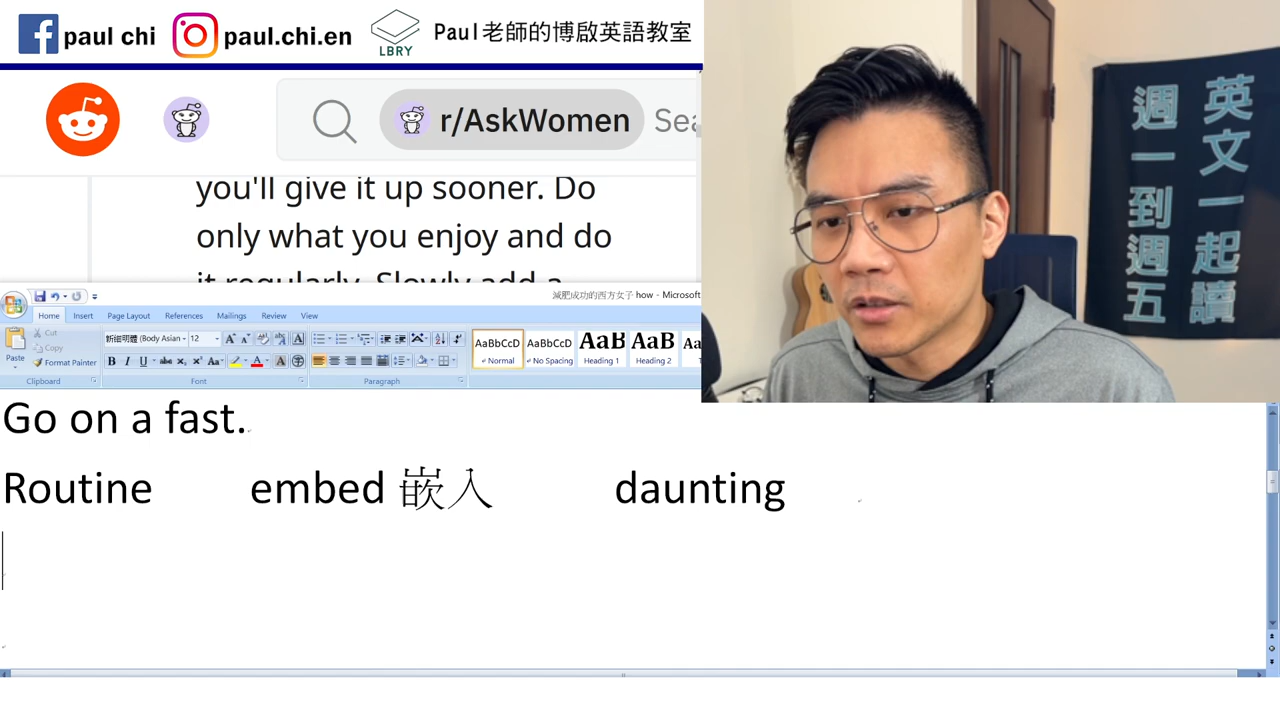 paul chi
paul.chi.en
LBRY
Paul老師的博啟英語教室
r/AskWomen
you'll give it up sooner. Do
only what you enjoy and do
it regularly. Slowly add a
英文一起讀
週一到週五
減肥成功的西方女子 how - Microsoft
Home Insert Page Layout References Mailings Review View
Paste
Cut
Copy
Format Painter
新細明體 (Body Asian 12
AaBbCcD AaBbCcD AaB AaB
Normal No Spacing Heading 1 Heading 2
Clipboard Font Paragraph
Go on a fast.
Routine embed 嵌入 daunting